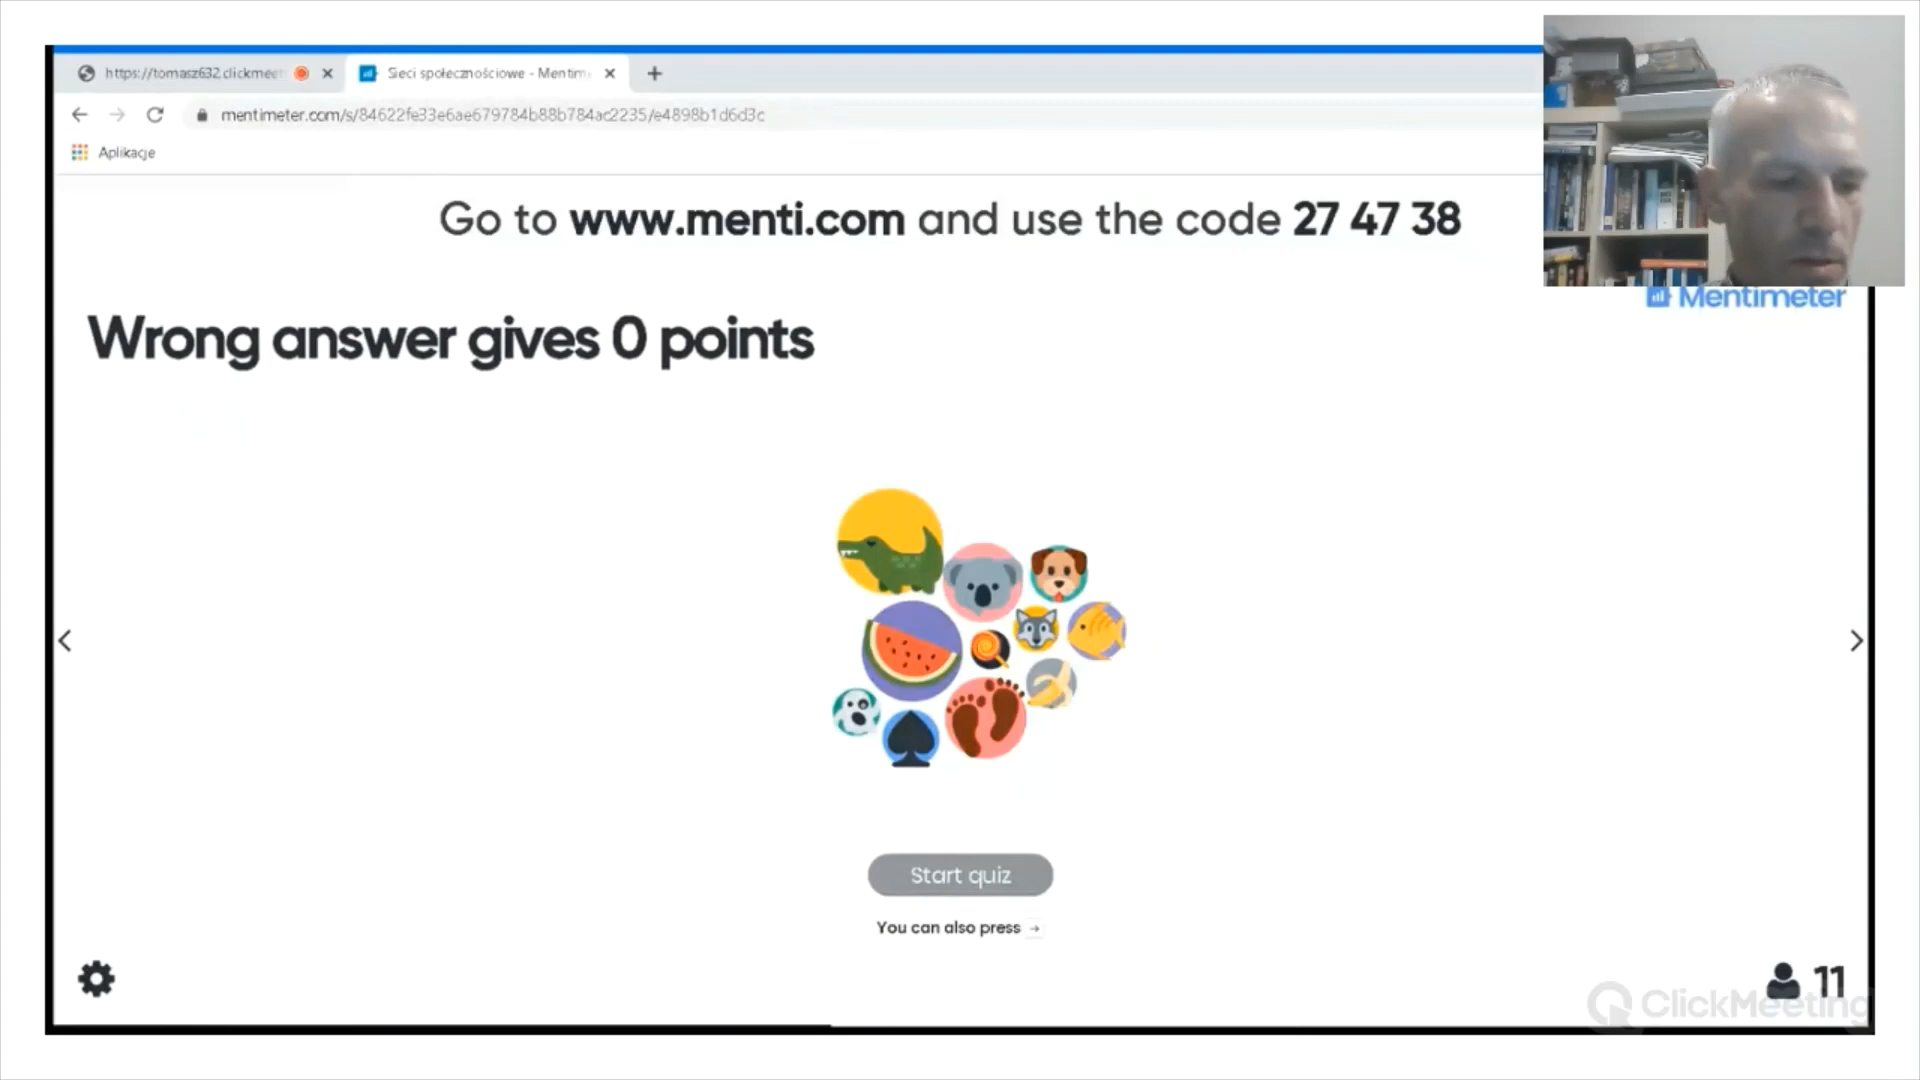 https://tomasz632.clickmeet
Sieci społecznościowe - Mentime
mentimeter.com/s/84622fe33e6ae679784b88b784ac2235/e4898b1d6d3c
Aplikacje
Go to www.menti.com and use the code 27 47 38
Mentimeter
Wrong answer gives 0 points
Start quiz
You can also press →
11
ClickMeeting